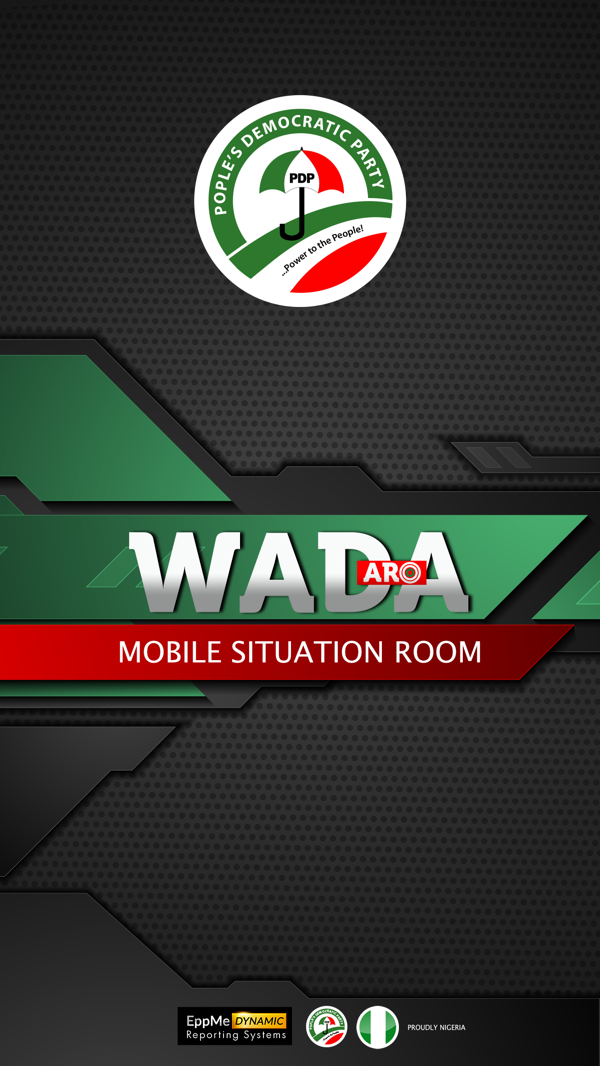 POPLE'S DEMOCRATIC PARTY
PDP
...Power to the People!
WADA
ARO
MOBILE SITUATION ROOM
EppMe DYNAMIC
Reporting Systems
PROUDLY NIGERIA